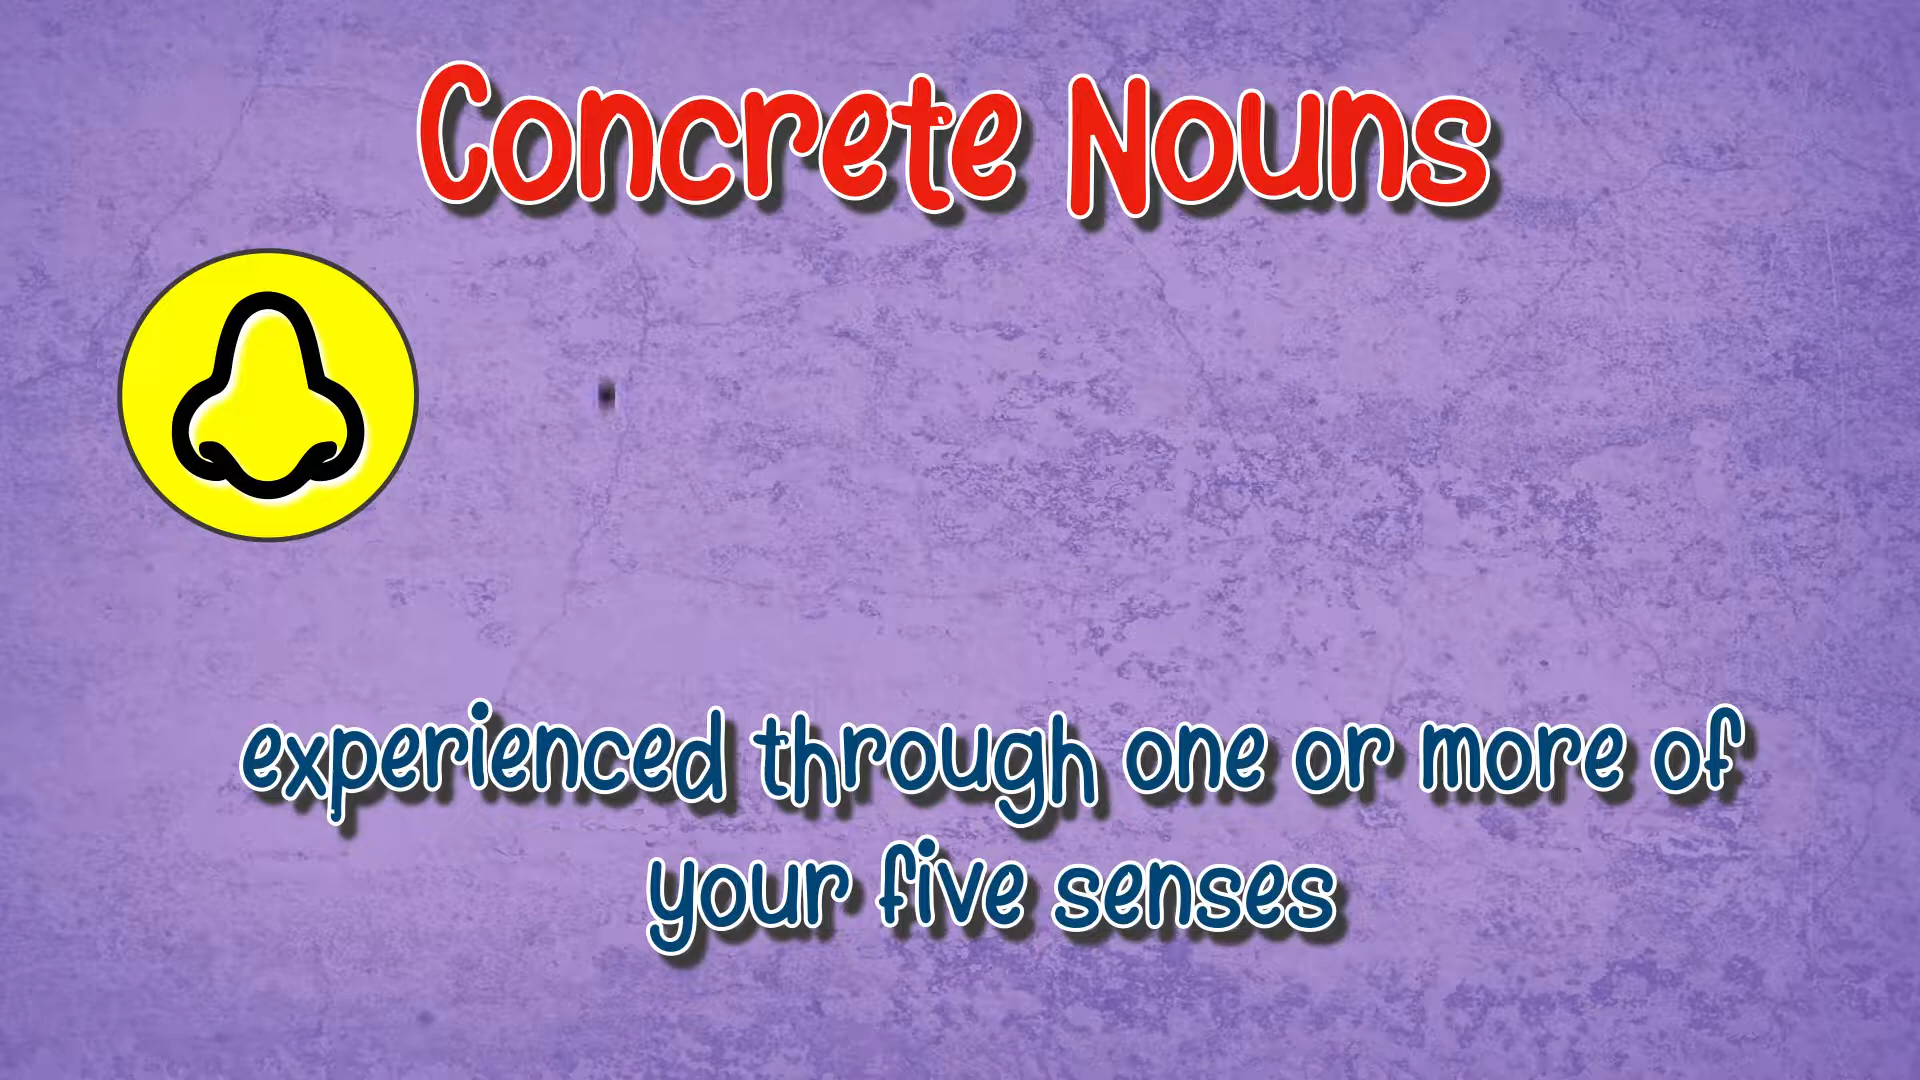 Concrete Nouns
experienced through one or more of
your five senses